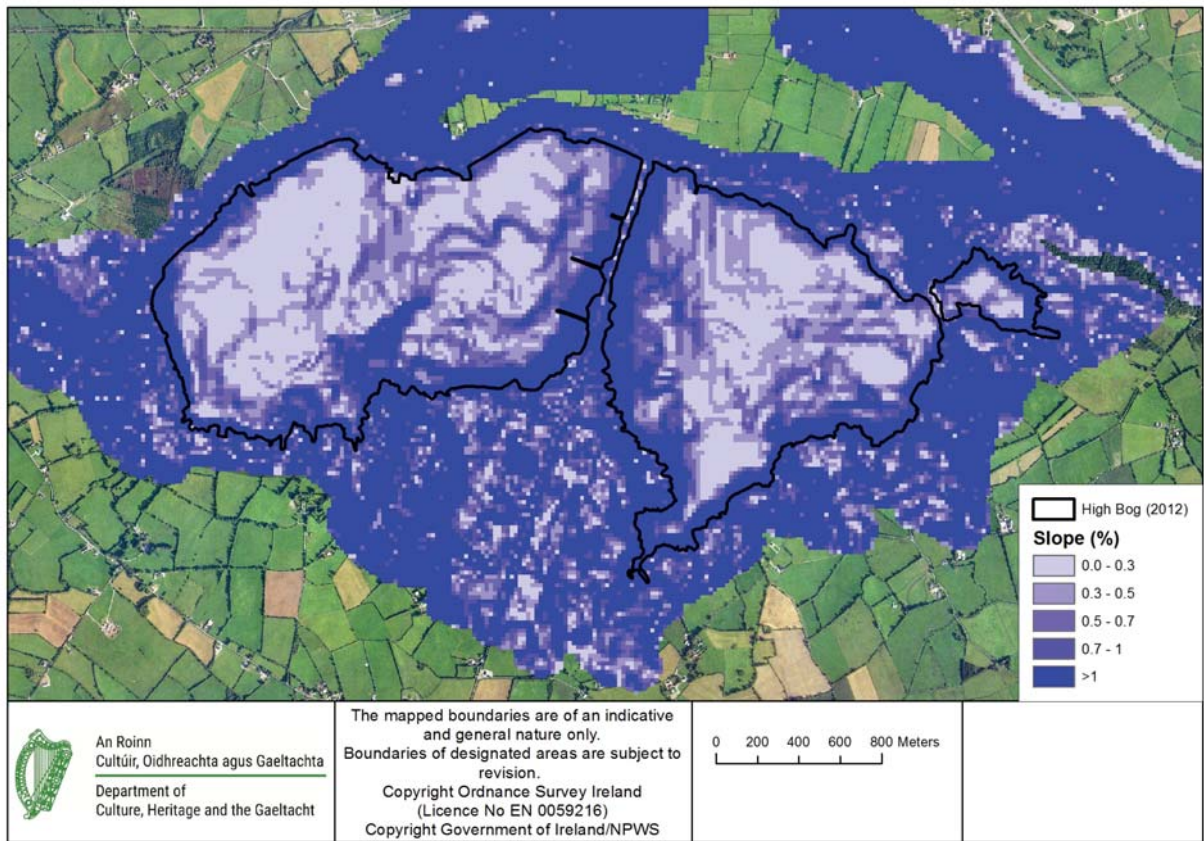 High Bog (2012)
Slope (%)
0.0 - 0.3
0.3 - 0.5
0.5 - 0.7
0.7 - 1
>1
An Roinn
Cultúir, Oidhreachta agus Gaeltachta
Department of
Culture, Heritage and the Gaeltacht
The mapped boundaries are of an indicative
and general nature only.
Boundaries of designated areas are subject to
revision.
Copyright Ordnance Survey Ireland
(Licence No EN 0059216)
Copyright Government of Ireland/NPWS
0 200 400 600 800 Meters